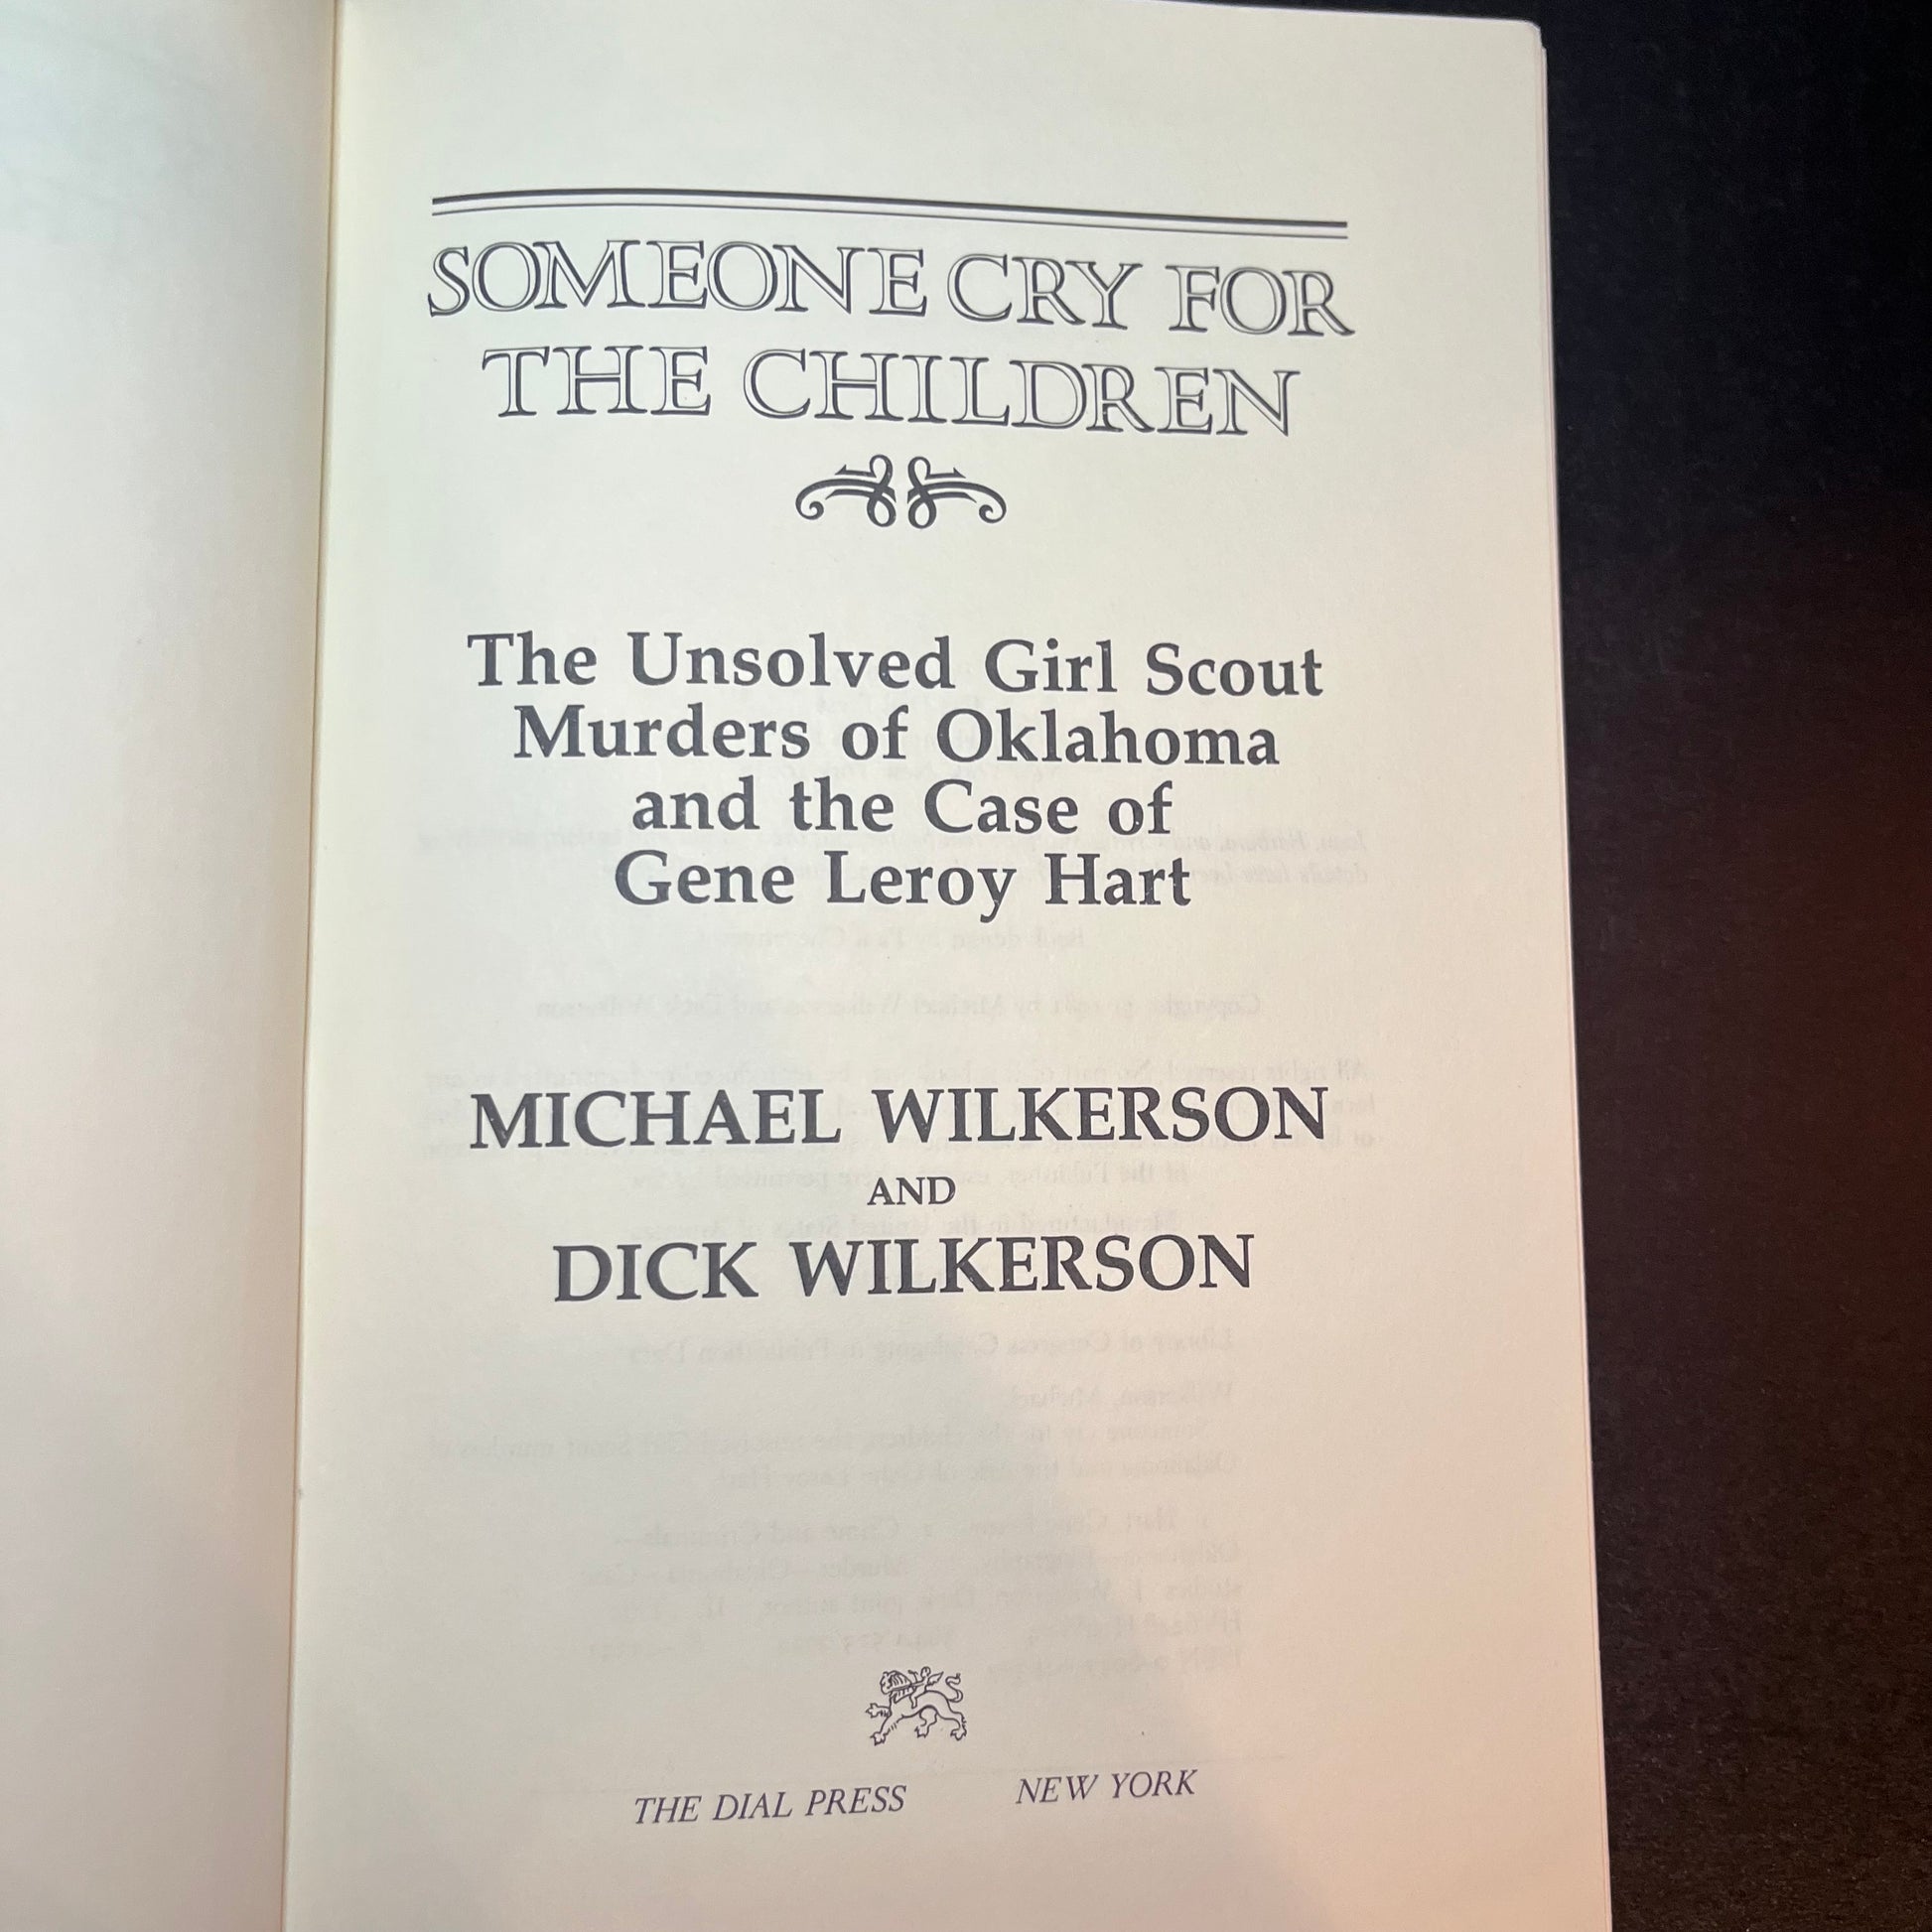 SOMEONE CRY FOR
THE CHILDREN
The Unsolved Girl Scout
Murders of Oklahoma
and the Case of
Gene Leroy Hart
MICHAEL WILKERSON
AND
DICK WILKERSON
THE DIAL PRESS NEW YORK